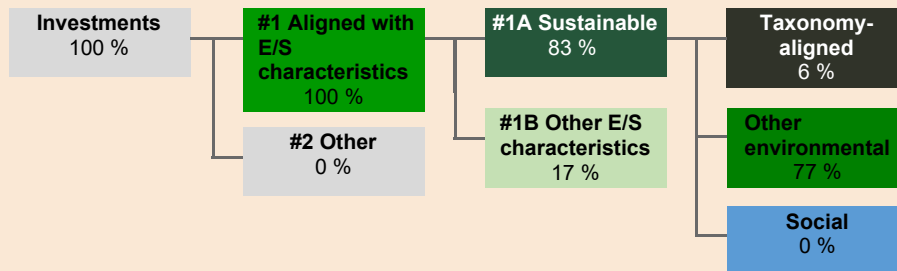 Investments
100 %
#1 Aligned with
E/S
characteristics
100 %
#2 Other
0 %
#1A Sustainable
83 %
#1B Other E/S
characteristics
17 %
Taxonomy-
aligned
6 %
Other
environmental
77 %
Social
0 %